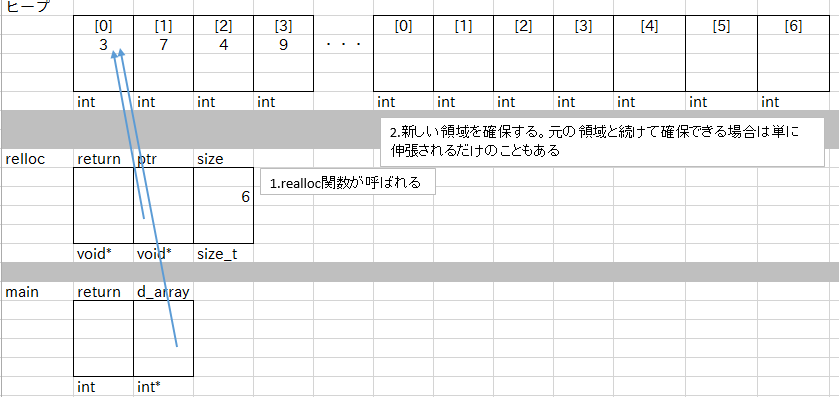 ヒープ
[0] [1] [2] [3] [0] [1] [2] [3] [4] [5] [6]
3 7 4 9 ・・・
int int int int int int int int int int int
2.新しい領域を確保する。元の領域と続けて確保できる場合は単に
伸張されるだけのこともある
relloc return ptr size
1.realloc関数が呼ばれる
6
void* void* size_t
main return d_array
int int*